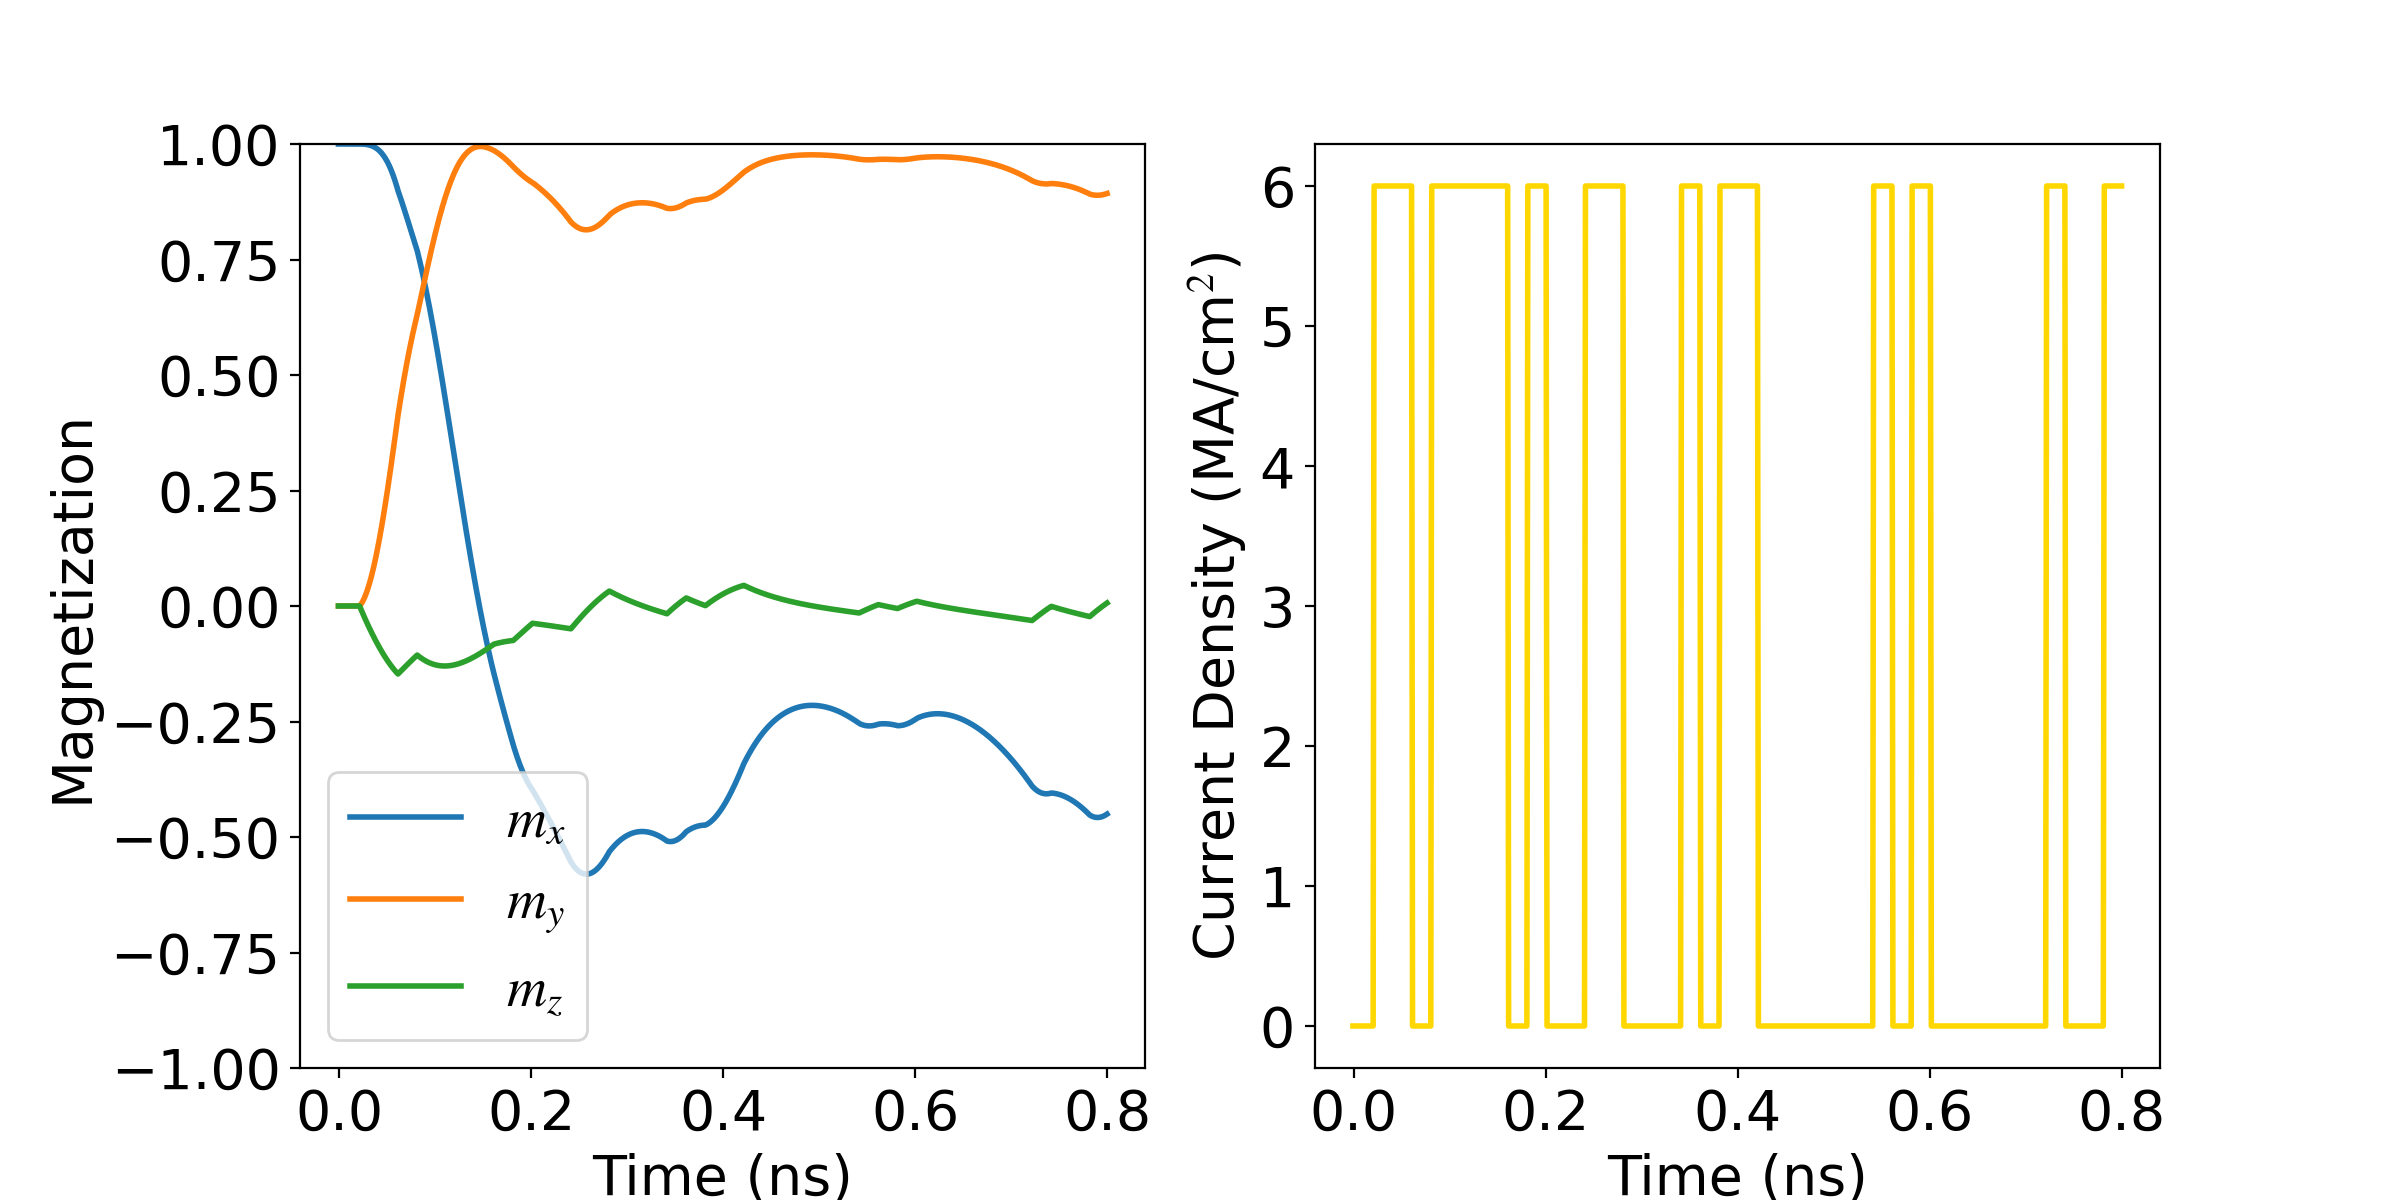 Magnetization
1.00
0.75
0.50
0.25
0.00
−0.25
−0.50
−0.75
−1.00
m_x
m_y
m_z
0.0 0.2 0.4 0.6 0.8
Time (ns)
Current Density (MA/cm²)
6
5
4
3
2
1
0
0.0 0.2 0.4 0.6 0.8
Time (ns)